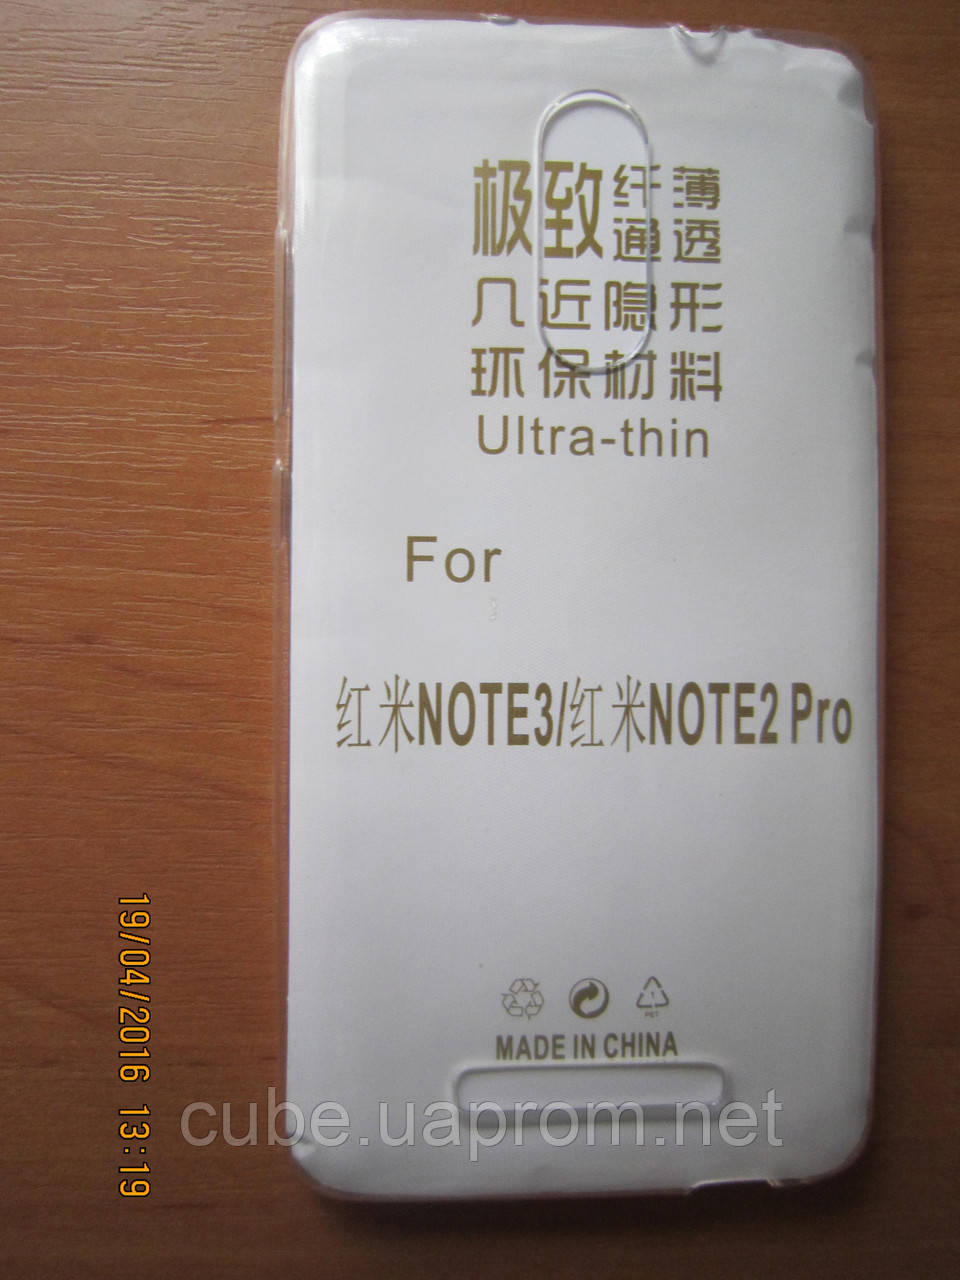 极致纤薄
通透
几近隐形
环保材料
Ultra-thin
For
红米NOTE3/红米NOTE2 Pro
1
PET
MADE IN CHINA
cube.uaprom.net
19/04/2016 13:19